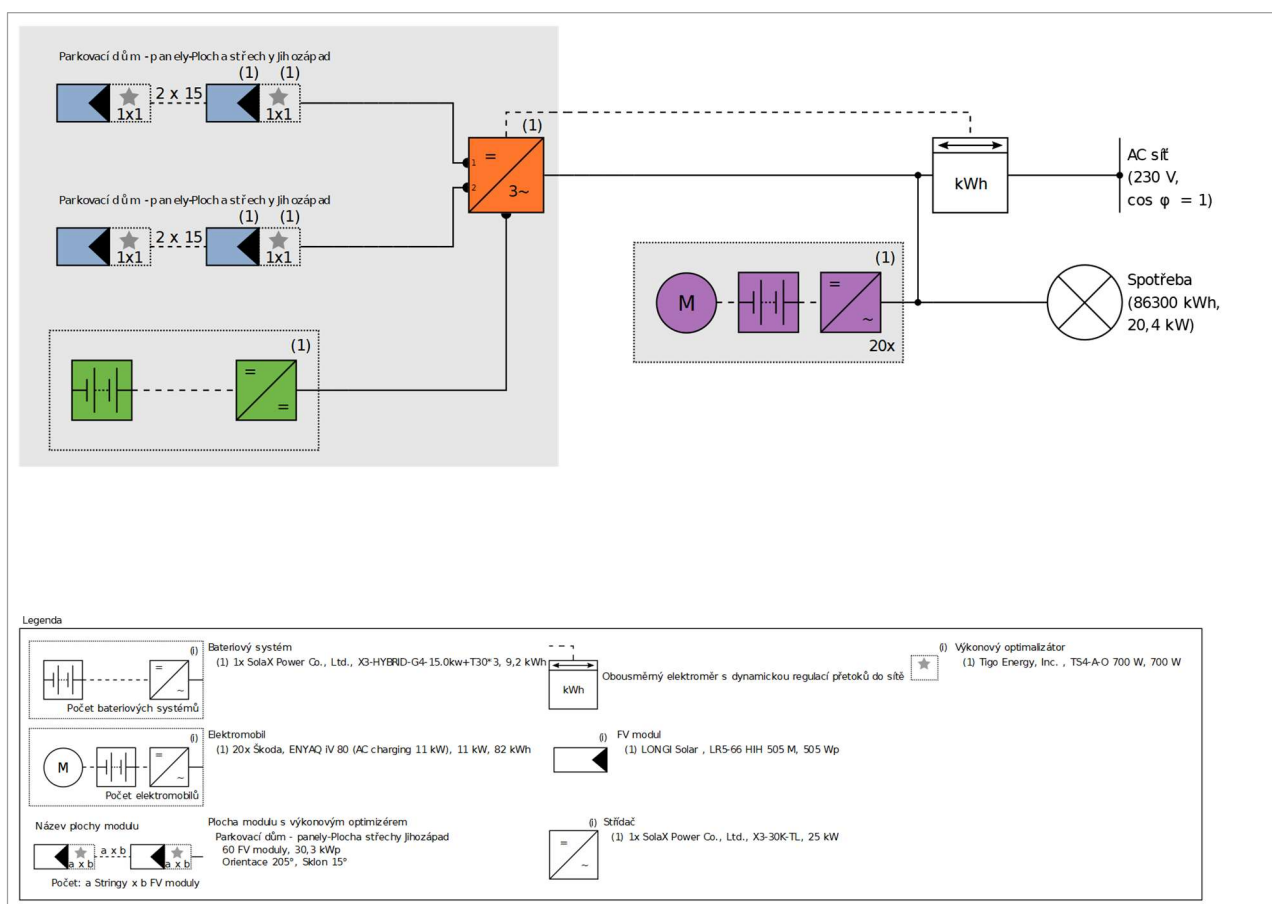 Parkovací dům - panely-Plocha střechy Jihozápad
(1) (1)
2 x 15
1x1 1x1
(1)
=
3~
1
2
kWh
AC síť
(230 V,
cos φ = 1)
Parkovací dům - panely-Plocha střechy Jihozápad
(1) (1)
2 x 15
1x1 1x1
(1)
M
=
~
20x
Spotřeba
(86300 kWh,
20,4 kW)
(1)
=
=
Legenda
(i)
=
~
Počet bateriových systémů
Bateriový systém
(1) 1x SolaX Power Co., Ltd., X3-HYBRID-G4-15.0kw+T30*3, 9,2 kWh
kWh
Obousměrný elektroměr s dynamickou regulací přetoků do sítě
(i) Výkonový optimalizátor
(1) Tigo Energy, Inc. , TS4-A-O 700 W, 700 W
(i)
M
=
~
Počet elektromobilů
Elektromobil
(1) 20x Škoda, ENYAQ iV 80 (AC charging 11 kW), 11 kW, 82 kWh
(i) FV modul
(1) LONGI Solar , LR5-66 HIH 505 M, 505 Wp
Název plochy modulu
a x b
a x b a x b
Počet: a Stringy x b FV moduly
Plocha modulu s výkonovým optimizérem
Parkovací dům - panely-Plocha střechy Jihozápad
60 FV moduly, 30,3 kWp
Orientace 205°, Sklon 15°
(i) Střídač
=
~
(1) 1x SolaX Power Co., Ltd., X3-30K-TL, 25 kW